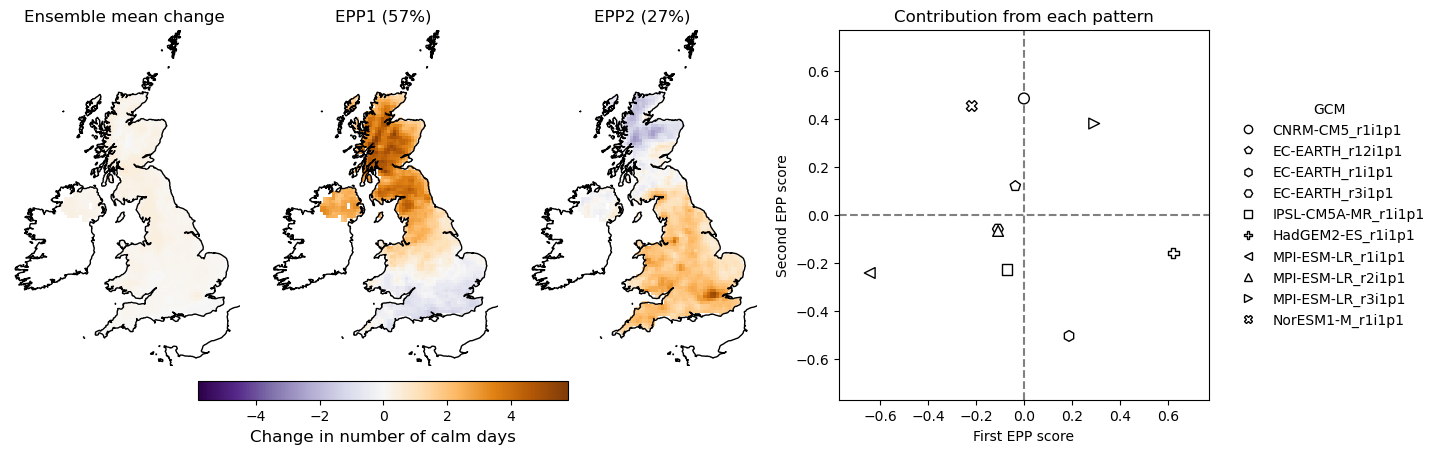 Ensemble mean change
EPP1 (57%)
EPP2 (27%)
−4
−2
0
2
4
Change in number of calm days
Contribution from each pattern
0.6
0.4
0.2
0.0
−0.2
−0.4
−0.6
Second EPP score
−0.6
−0.4
−0.2
0.0
0.2
0.4
0.6
First EPP score
GCM
CNRM-CM5_r1i1p1
EC-EARTH_r12i1p1
EC-EARTH_r1i1p1
EC-EARTH_r3i1p1
IPSL-CM5A-MR_r1i1p1
HadGEM2-ES_r1i1p1
MPI-ESM-LR_r1i1p1
MPI-ESM-LR_r2i1p1
MPI-ESM-LR_r3i1p1
NorESM1-M_r1i1p1